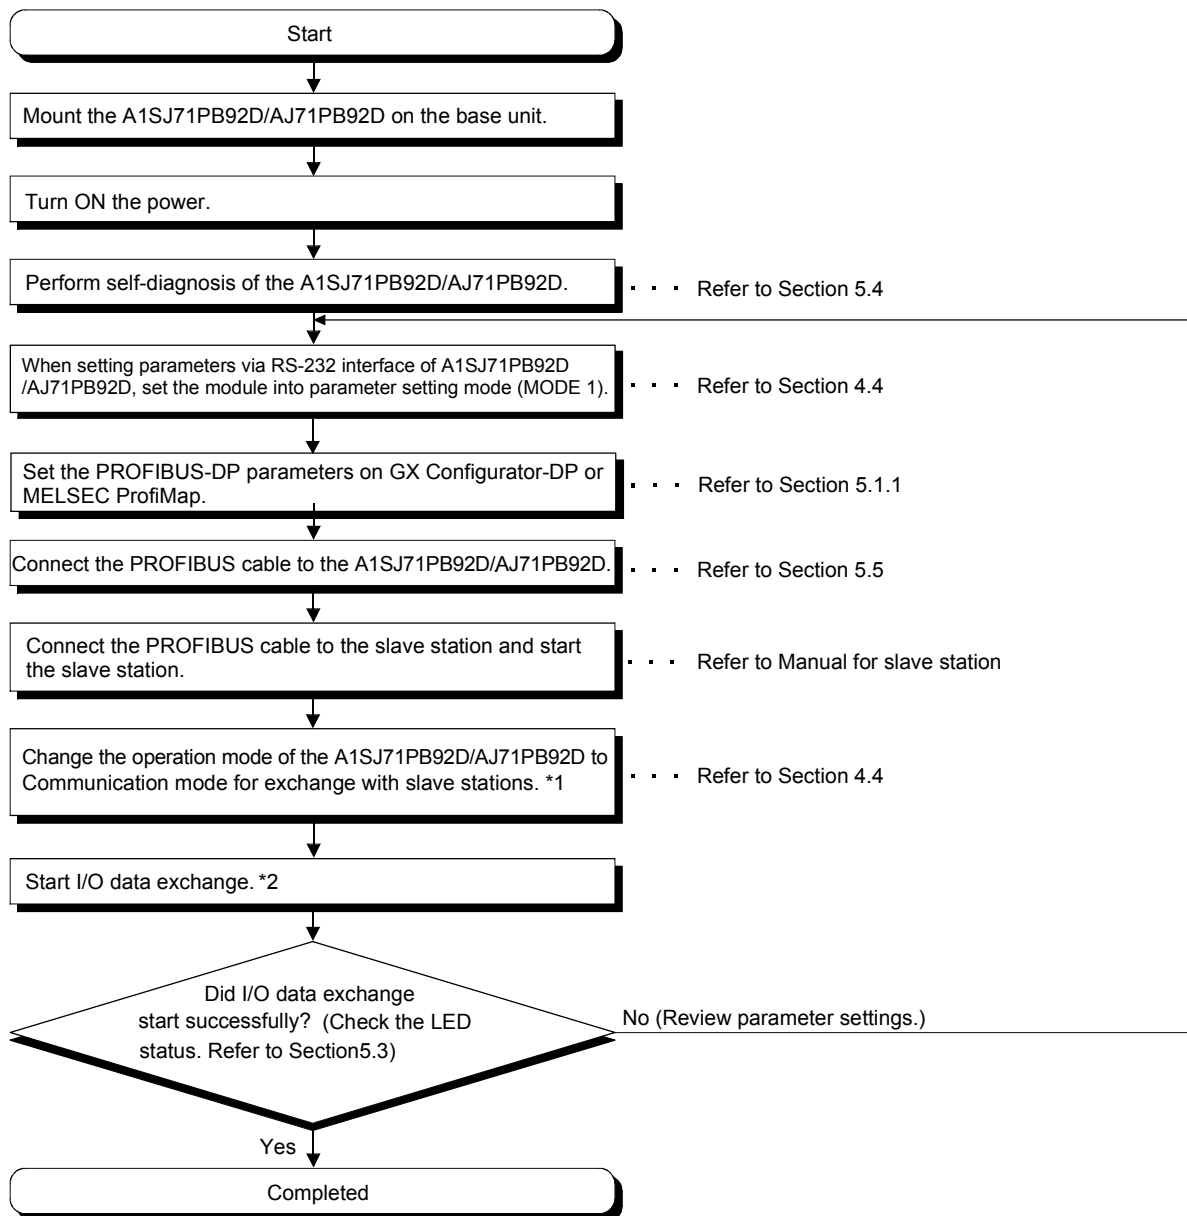 Start
Mount the A1SJ71PB92D/AJ71PB92D on the base unit.
Turn ON the power.
Perform self-diagnosis of the A1SJ71PB92D/AJ71PB92D.
· · · Refer to Section 5.4
When setting parameters via RS-232 interface of A1SJ71PB92D
/AJ71PB92D, set the module into parameter setting mode (MODE 1).
· · · Refer to Section 4.4
Set the PROFIBUS-DP parameters on GX Configurator-DP or
MELSEC ProfiMap.
· · · Refer to Section 5.1.1
Connect the PROFIBUS cable to the A1SJ71PB92D/AJ71PB92D.
· · · Refer to Section 5.5
Connect the PROFIBUS cable to the slave station and start
the slave station.
· · · Refer to Manual for slave station
Change the operation mode of the A1SJ71PB92D/AJ71PB92D to
Communication mode for exchange with slave stations. *1
· · · Refer to Section 4.4
Start I/O data exchange. *2
Did I/O data exchange
start successfully? (Check the LED
status. Refer to Section5.3)
No (Review parameter settings.)
Yes
Completed